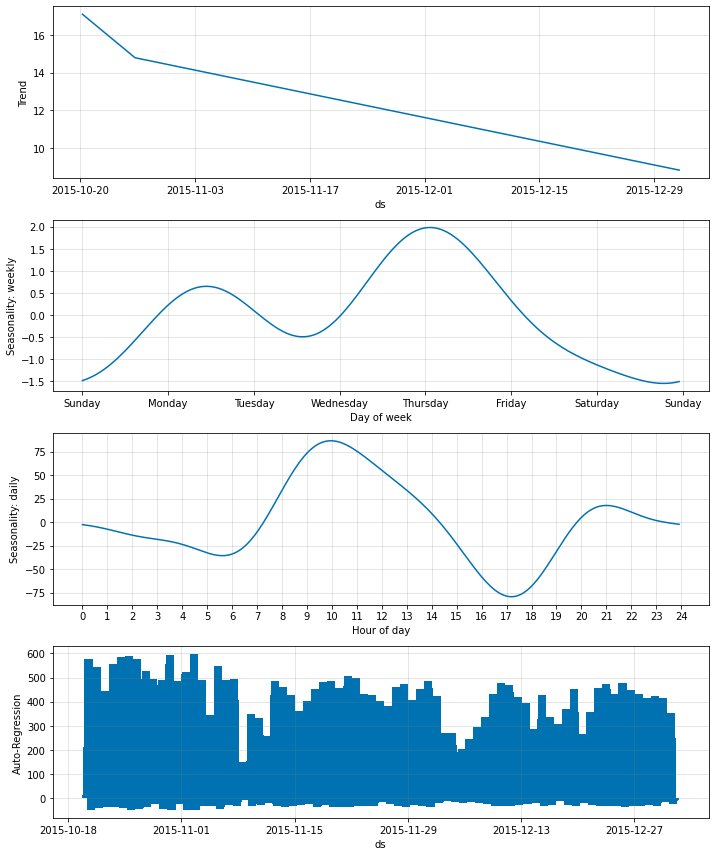 16
14
12
10
Trend
2015-10-20 2015-11-03 2015-11-17 2015-12-01 2015-12-15 2015-12-29
ds
2.0
1.5
1.0
0.5
0.0
−0.5
−1.0
−1.5
Seasonality: weekly
Sunday Monday Tuesday Wednesday Thursday Friday Saturday Sunday
Day of week
75
50
25
0
−25
−50
−75
Seasonality: daily
0 1 2 3 4 5 6 7 8 9 10 11 12 13 14 15 16 17 18 19 20 21 22 23 24
Hour of day
600
500
400
300
200
100
0
Auto-Regression
2015-10-18 2015-11-01 2015-11-15 2015-11-29 2015-12-13 2015-12-27
ds